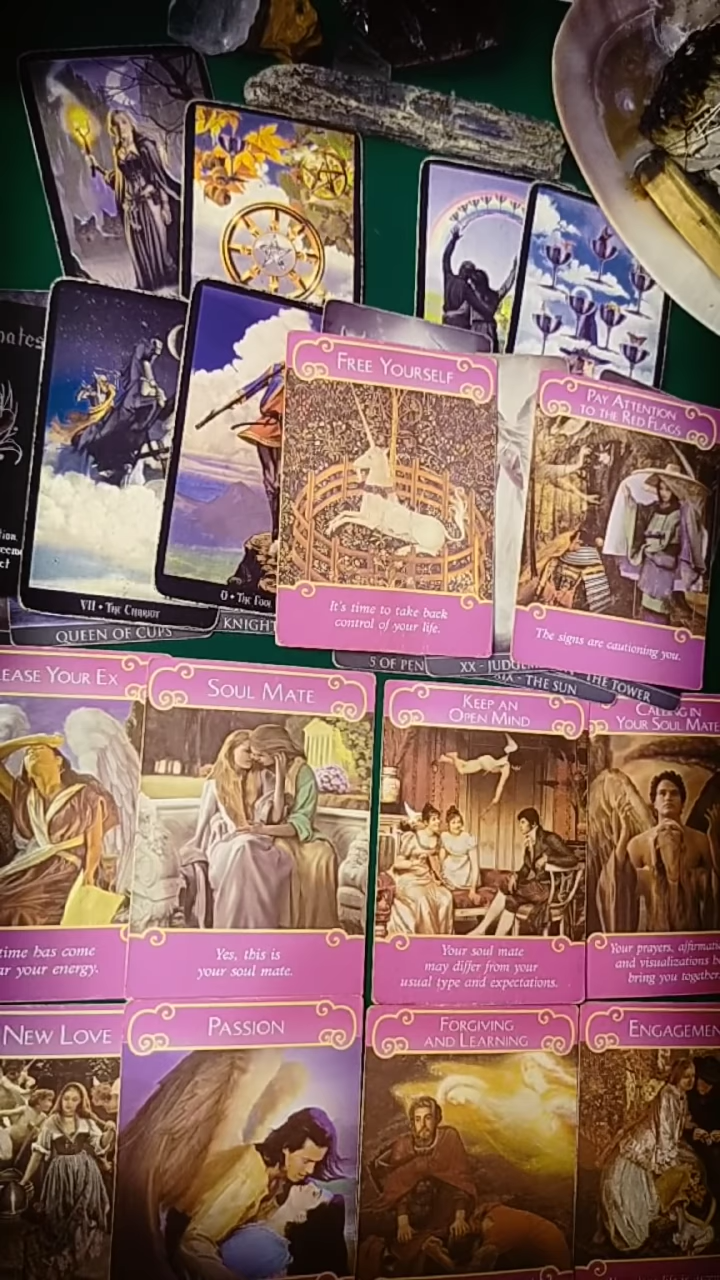 FREE YOURSELF
It's time to take back
control of your life.
PAY ATTENTION
TO THE RED FLAGS
The signs are cautioning you.
VII • THE CHARIOT
0 • THE FOOL
QUEEN OF CUPS
KNIGHT
5 OF PEN
XX - JUDGEM
XIX - THE SUN
THE TOWER
EASE YOUR EX
time has come
ar your energy.
SOUL MATE
Yes, this is
your soul mate.
KEEP AN
OPEN MIND
Your soul mate
may differ from your
usual type and expectations.
CALLING IN
YOUR SOUL MATE
Your prayers, affirmati
and visualizations h
bring you together.
NEW LOVE
PASSION
FORGIVING
AND LEARNING
ENGAGEMEN